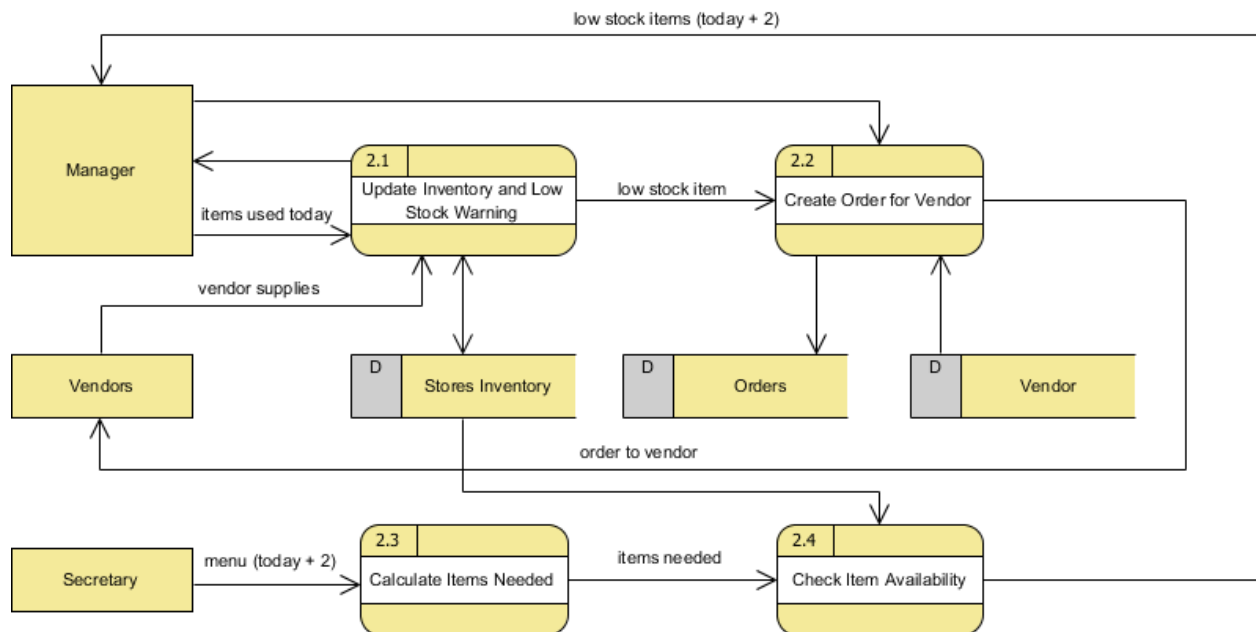 low stock items (today + 2)
Manager
2.1
Update Inventory and Low
Stock Warning
low stock item
2.2
Create Order for Vendor
items used today
vendor supplies
Vendors
D
Stores Inventory
D
Orders
D
Vendor
order to vendor
Secretary
menu (today + 2)
2.3
Calculate Items Needed
items needed
2.4
Check Item Availability